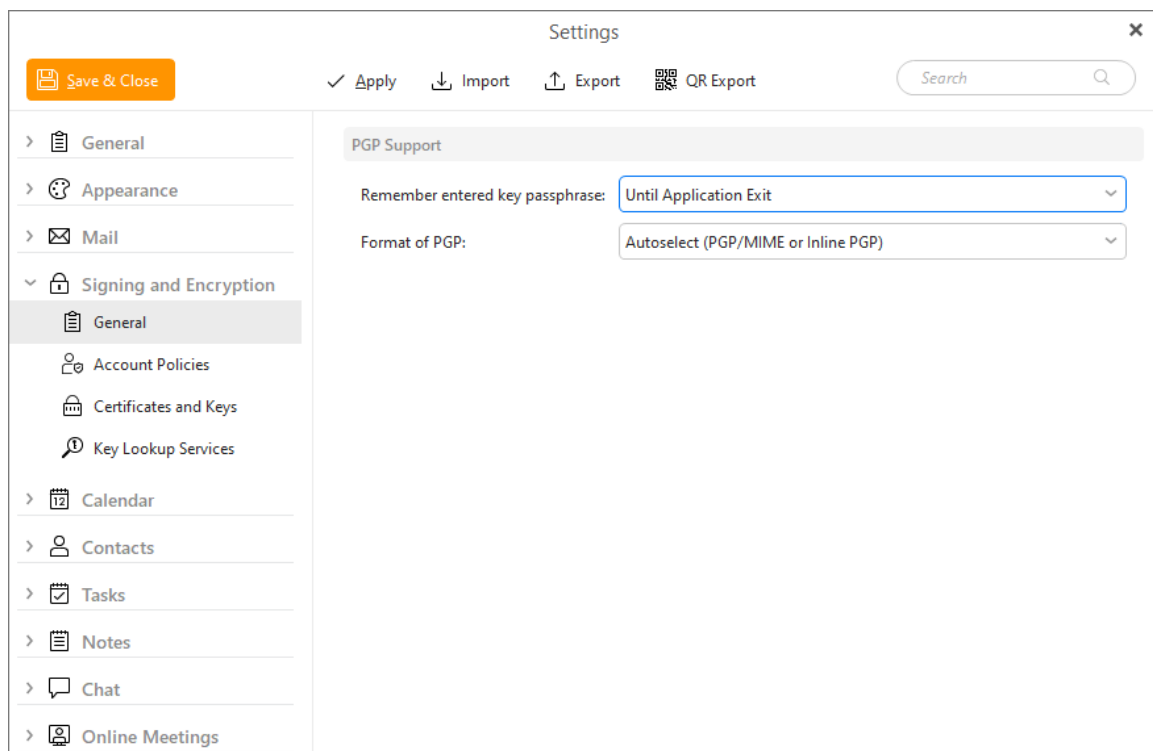 Settings
Save & Close
Apply
Import
Export
QR Export
Search
General
Appearance
Mail
Signing and Encryption
General
Account Policies
Certificates and Keys
Key Lookup Services
12
Calendar
Contacts
Tasks
Notes
Chat
Online Meetings
PGP Support
Remember entered key passphrase: Until Application Exit
Format of PGP: Autoselect (PGP/MIME or Inline PGP)